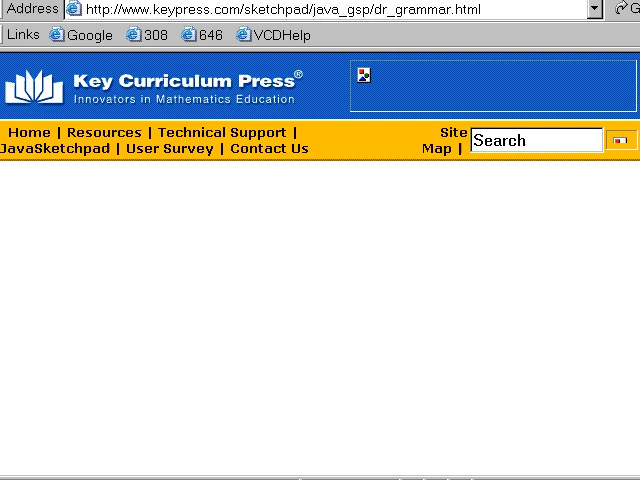 Address http://www.keypress.com/sketchpad/java_gsp/dr_grammar.html G
Links Google 308 646 VCDHelp
Key Curriculum Press®
Innovators in Mathematics Education
Home | Resources | Technical Support |
JavaSketchpad | User Survey | Contact Us
Site
Map |
Search